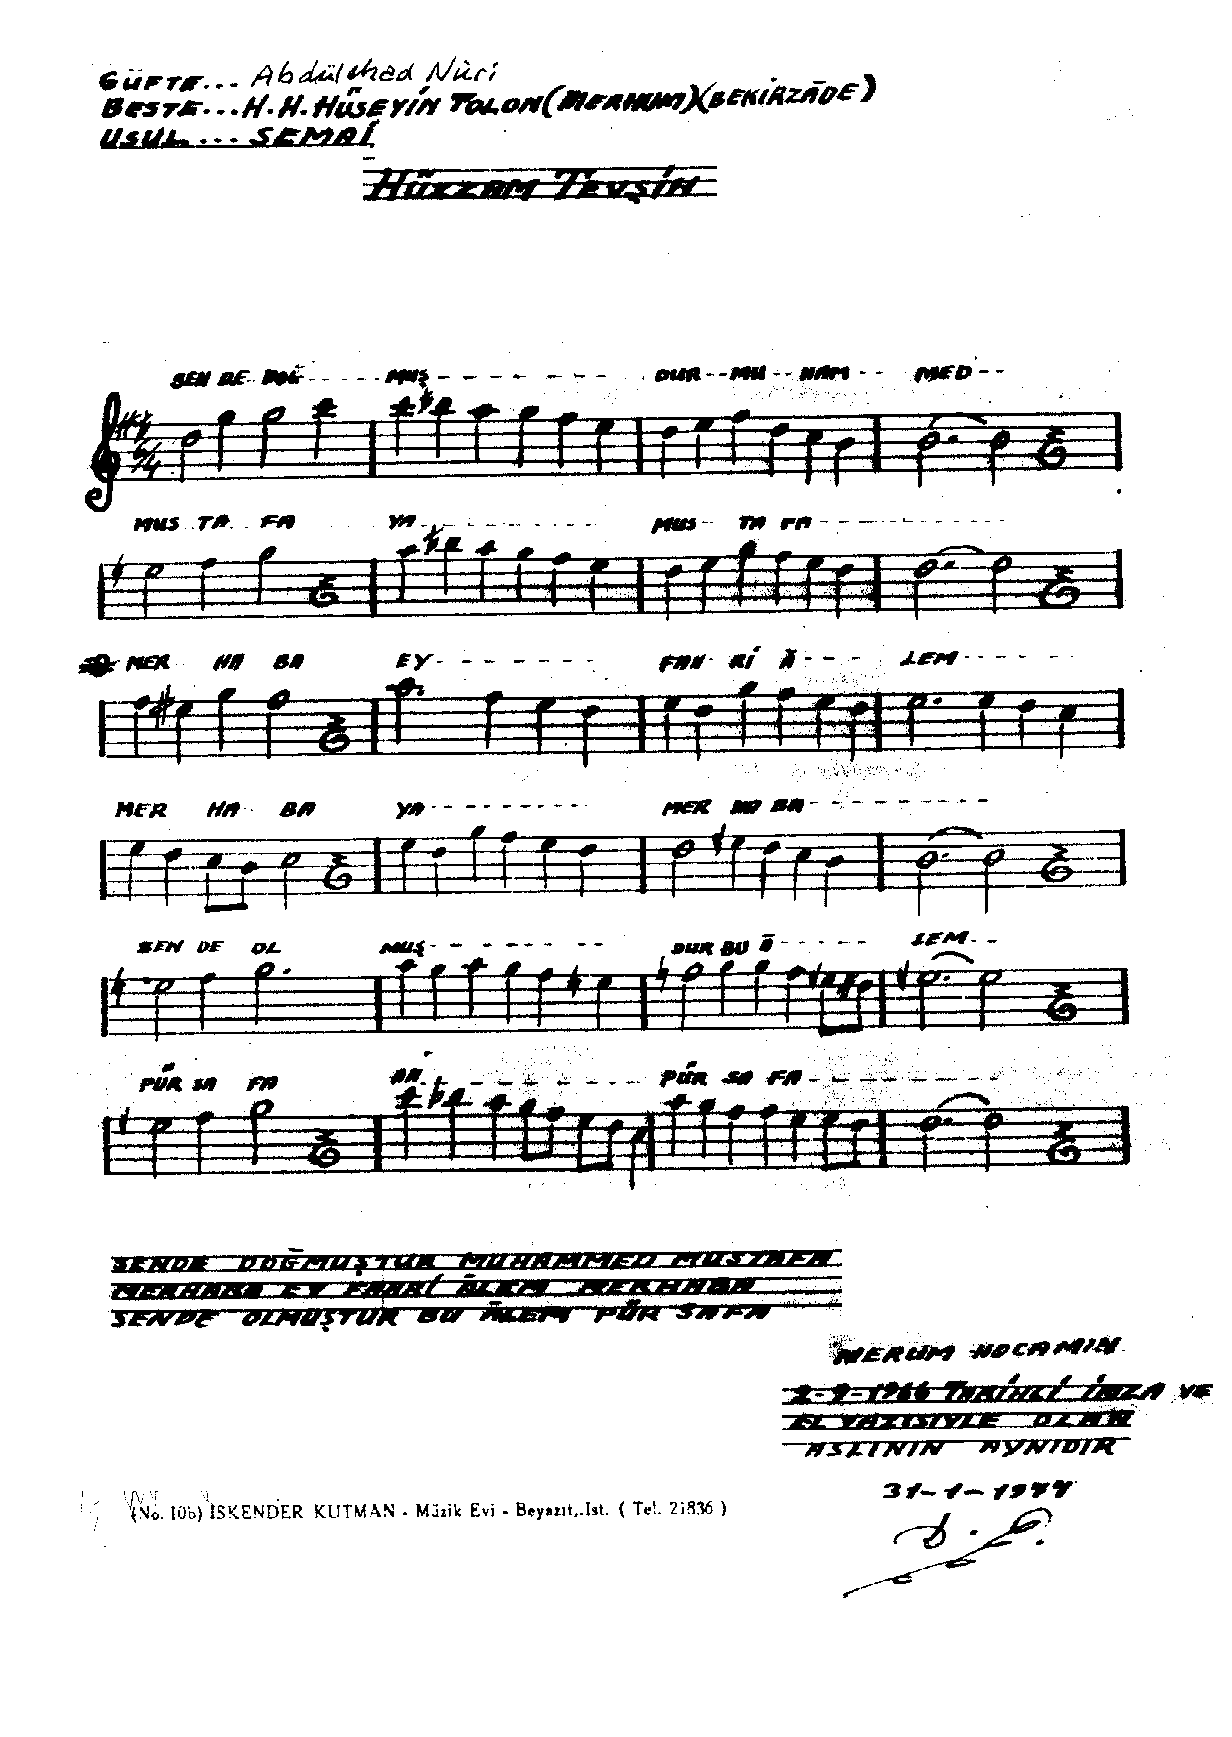 GÜFTE... Abdülehad Nûri
BESTE... H.H. HÜSEYİN TOLON (MERHUM) (BEKİRZÂDE)
USUL... SEMAİ
HÜZZAM TEVŞİH
SEN DE DOĞ ----- MUŞ - - - - - - - DUR -- MU -- HAM -- MED --
6/4
MUS TA FA YA - - - - - - - MUS - TA FA - - - - - - -
MER HA BA EY - - - - - - FAH - Rİ Â - - - LEM - - - -
MER HA BA YA - - - - - - - MER HA BA - - - - - - -
SEN DE OL MUŞ - - - - - - DUR BU Â - - - - LEM - -
PÜR SA FA - - - - - - - PÜR SA FA - - - - - - -
SENDE DOĞMUŞTUR MUHAMMED MUSTAFA
MERHABA EY FAHRİ ÂLEM MERHABA
SENDE OLMUŞTUR BU ÂLEM PÜR SAFA
MERUM HOCAMIN
2-9-1966 TARİHLİ İMZA VE
EL YAZISIYLE OLAN
ASLININ AYNIDIR
31-1-1977
(No. 10b) İSKENDER KUTMAN - Müzik Evi - Beyazıt,.Ist. ( Tel. 21836 )